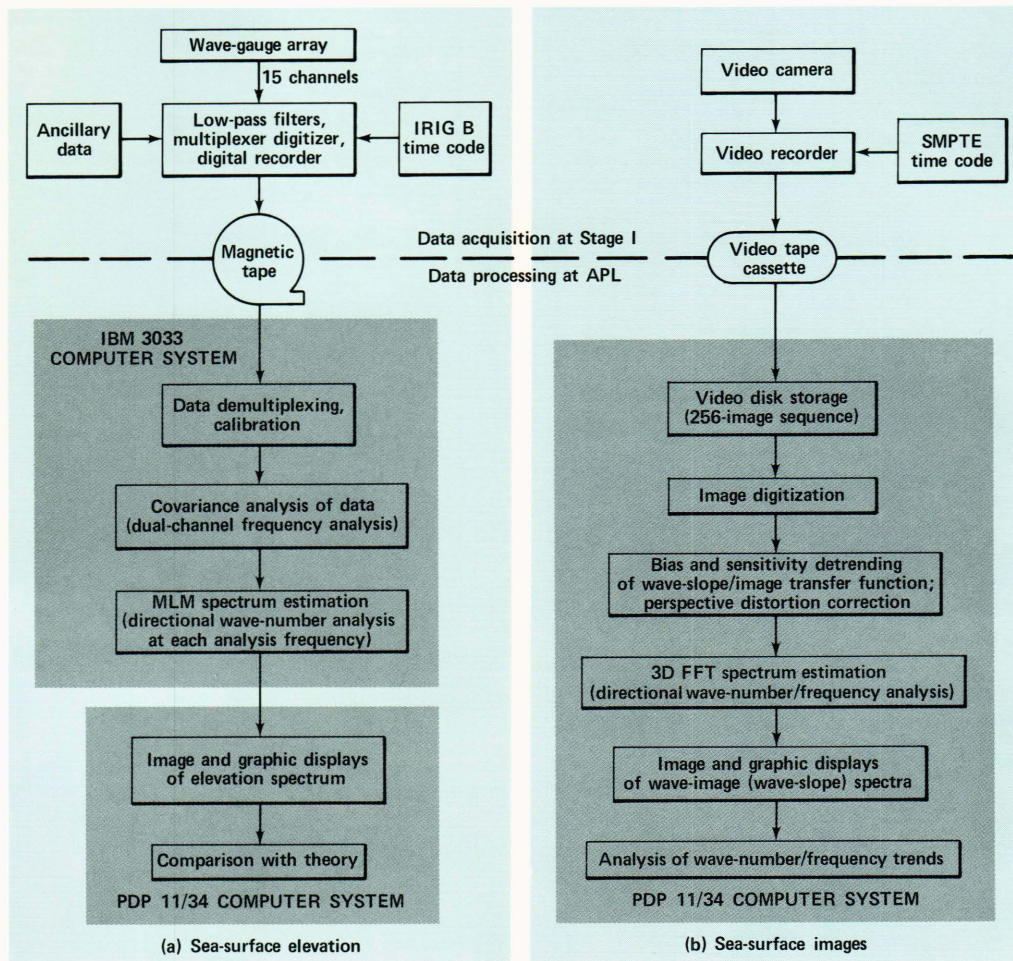 Wave-gauge array
15 channels
Ancillary
data
Low-pass filters,
multiplexer digitizer,
digital recorder
IRIG B
time code
Magnetic
tape
Data acquisition at Stage I
Data processing at APL
IBM 3033
COMPUTER SYSTEM
Data demultiplexing,
calibration
Covariance analysis of data
(dual-channel frequency analysis)
MLM spectrum estimation
(directional wave-number analysis
at each analysis frequency)
Image and graphic displays
of elevation spectrum
Comparison with theory
PDP 11/34 COMPUTER SYSTEM
(a) Sea-surface elevation
Video camera
Video recorder
SMPTE
time code
Video tape
cassette
Video disk storage
(256-image sequence)
Image digitization
Bias and sensitivity detrending
of wave-slope/image transfer function;
perspective distortion correction
3D FFT spectrum estimation
(directional wave-number/frequency analysis)
Image and graphic displays
of wave-image (wave-slope) spectra
Analysis of wave-number/frequency trends
PDP 11/34 COMPUTER SYSTEM
(b) Sea-surface images